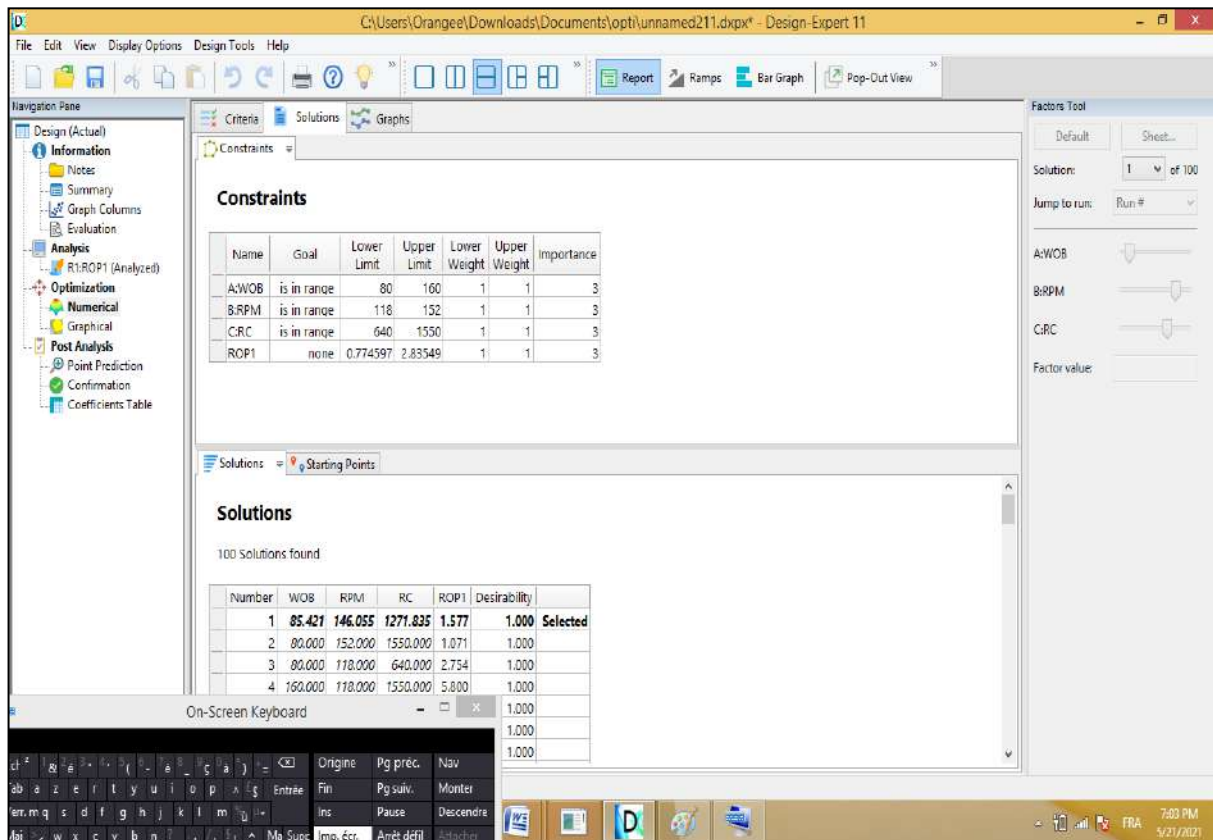 C:\Users\Orangee\Downloads\Documents\opti\unnamed211.dxpx* - Design-Expert 11
File Edit View Display Options Design Tools Help
Report Ramps Bar Graph Pop-Out View
Navigation Pane
Design (Actual)
Information
Notes
Summary
Graph Columns
Evaluation
Analysis
R1:ROP1 (Analyzed)
Optimization
Numerical
Graphical
Post Analysis
Point Prediction
Confirmation
Coefficients Table
Criteria Solutions Graphs
Constraints
Constraints
Name Goal Lower Limit Upper Limit Lower Weight Upper Weight Importance
A:WOB is in range 80 160 1 1 3
B:RPM is in range 118 152 1 1 3
C:RC is in range 640 1550 1 1 3
ROP1 none 0.774597 2.83549 1 1 3
Solutions Starting Points
Solutions
100 Solutions found
Number WOB RPM RC ROP1 Desirability
1 85.421 146.055 1271.835 1.577 1.000 Selected
2 80.000 152.000 1550.000 1.071 1.000
3 80.000 118.000 640.000 2.754 1.000
4 160.000 118.000 1550.000 5.800 1.000
1.000
1.000
1.000
Factors Tool
Default Sheet...
Solution: 1 of 100
Jump to run: Run #
A:WOB
B:RPM
C:RC
Factor value:
On-Screen Keyboard
Origine Pg préc. Nav
a z e r t y u i o p Entrée Fin Pg suiv. Monter
q s d f g h j k l m Ins Pause Descendre
w x c v b n Imp. écr. Arrêt défil Attacher
FRA 7:03 PM
5/21/2021